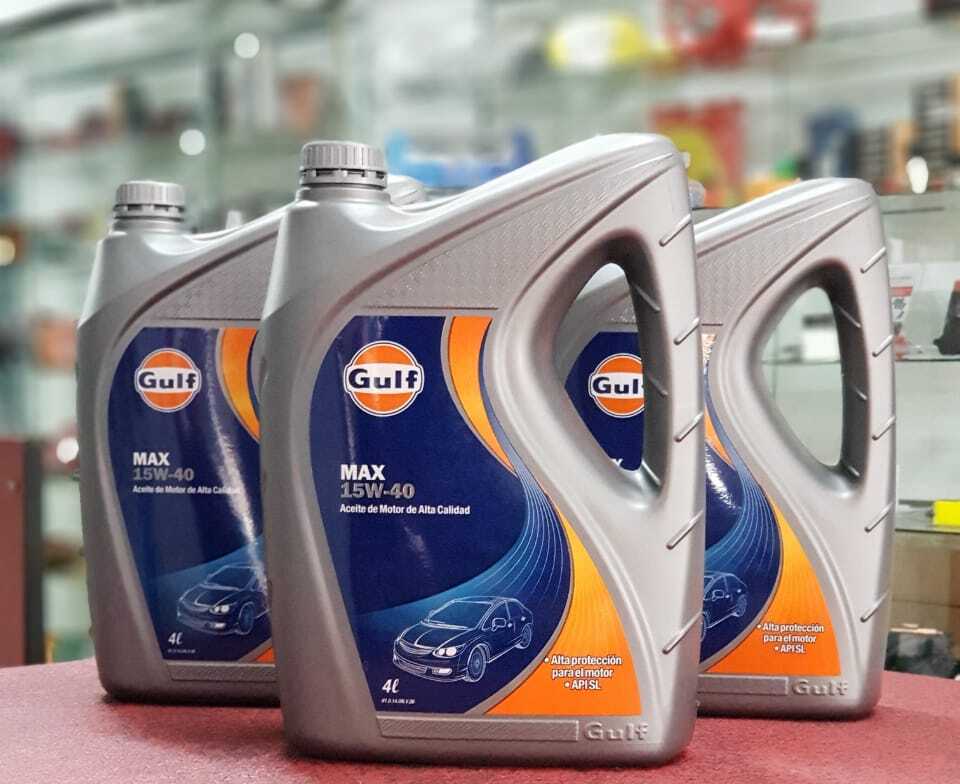 Gulf
MAX
15W-40
Aceite de Motor de Alta Calidad
4ℓ
Gulf
MAX
15W-40
Aceite de Motor de Alta Calidad
4ℓ
• Alta protección
para el motor
• API SL
Gulf
Gulf
• Alta protección
para el motor
• API SL
Gulf